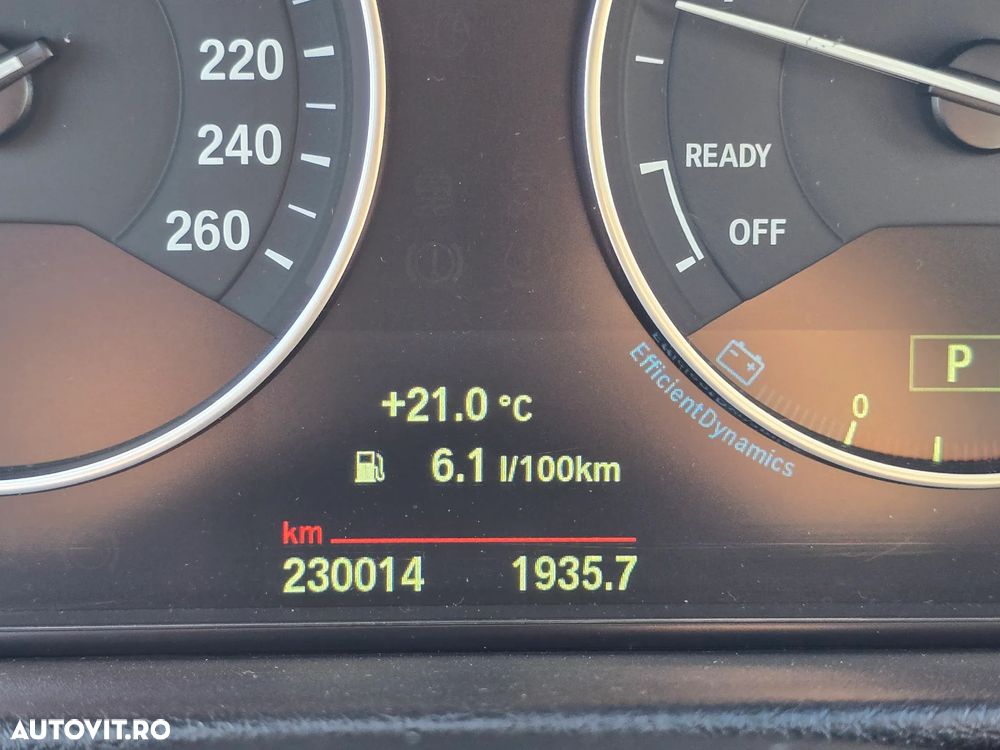 220
240
260
READY
OFF
P
0
EfficientDynamics
+21.0 °C
6.1 l/100km
km
230014 1935.7
AUTOVIT.RO